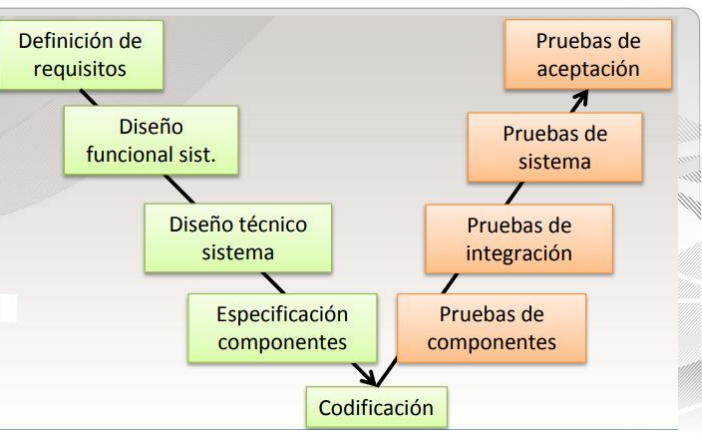 Definición de
requisitos
Pruebas de
aceptación
Diseño
funcional sist.
Pruebas de
sistema
Diseño técnico
sistema
Pruebas de
integración
Especificación
componentes
Pruebas de
componentes
Codificación